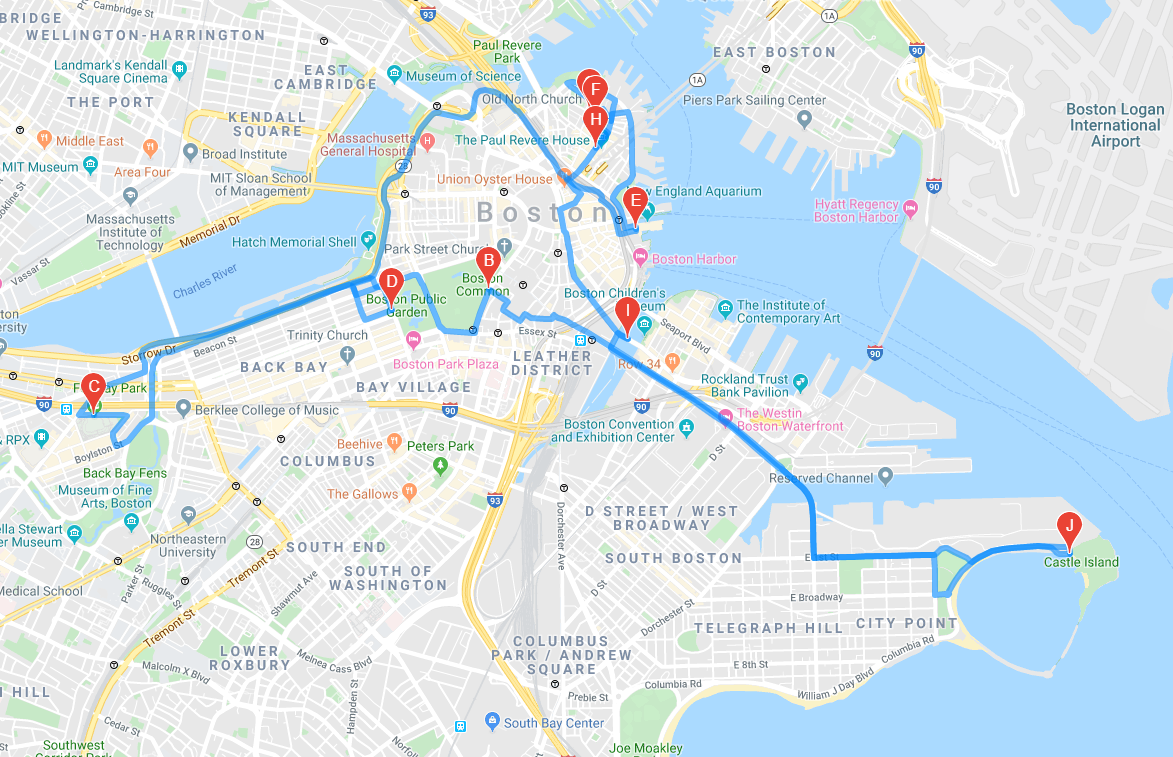 BRIDGE
WELLINGTON-HARRINGTON
93
1A
Paul Revere
Park
EAST BOSTON
90
Landmark's Kendall
Square Cinema
EAST
CAMBRIDGE
Museum of Science
1A
THE PORT
Old North Church
F
Piers Park Sailing Center
Boston Logan
International
Airport
KENDALL
SQUARE
H
Middle East
Massachusetts
General Hospital
The Paul Revere House
Broad Institute
MIT Museum
Area Four
28
MIT Sloan School
of Management
Union Oyster House
90
New England Aquarium
E
Massachusetts
Institute of
Technology
Memorial Dr
Boston
Hyatt Regency
Boston Harbor
Hatch Memorial Shell
Park Street Church
Vassar St
Charles River
B
Boston
Common
Boston Harbor
D
Boston Public
Garden
Boston Children's
Museum
I
The Institute of
Contemporary Art
Trinity Church
Essex St
Seaport Blvd
Storrow Dr
Beacon St
BACK BAY
Boston Park Plaza
LEATHER
DISTRICT
Row 34
90
C
Fenway Park
BAY VILLAGE
Rockland Trust
Bank Pavilion
90
Berklee College of Music
90
90
The Westin
Boston Waterfront
Boston Convention
and Exhibition Center
& RPX
Boylston St
Beehive
Peters Park
D St
COLUMBUS
Back Bay Fens
Reserved Channel
Museum of Fine
Arts, Boston
The Gallows
93
Dorchester Ave
D STREET / WEST
BROADWAY
J
Northeastern
University
28
SOUTH END
SOUTH BOSTON
E 1st St
Castle Island
Tremont St
SOUTH OF
WASHINGTON
Medical School
Parker St
Ruggles St
Shawmut Ave
D St
E Broadway
Dorchester St
Tremont St
TELEGRAPH HILL
CITY POINT
LOWER
ROXBURY
COLUMBUS
PARK / ANDREW
SQUARE
Columbia Rd
Melnea Cass Blvd
E 8th St
Malcolm X Blvd
HILL
Hampden St
Preble St
Columbia Rd
William J Day Blvd
Cedar St
South Bay Center
Southwest
Corridor Park
Joe Moakley